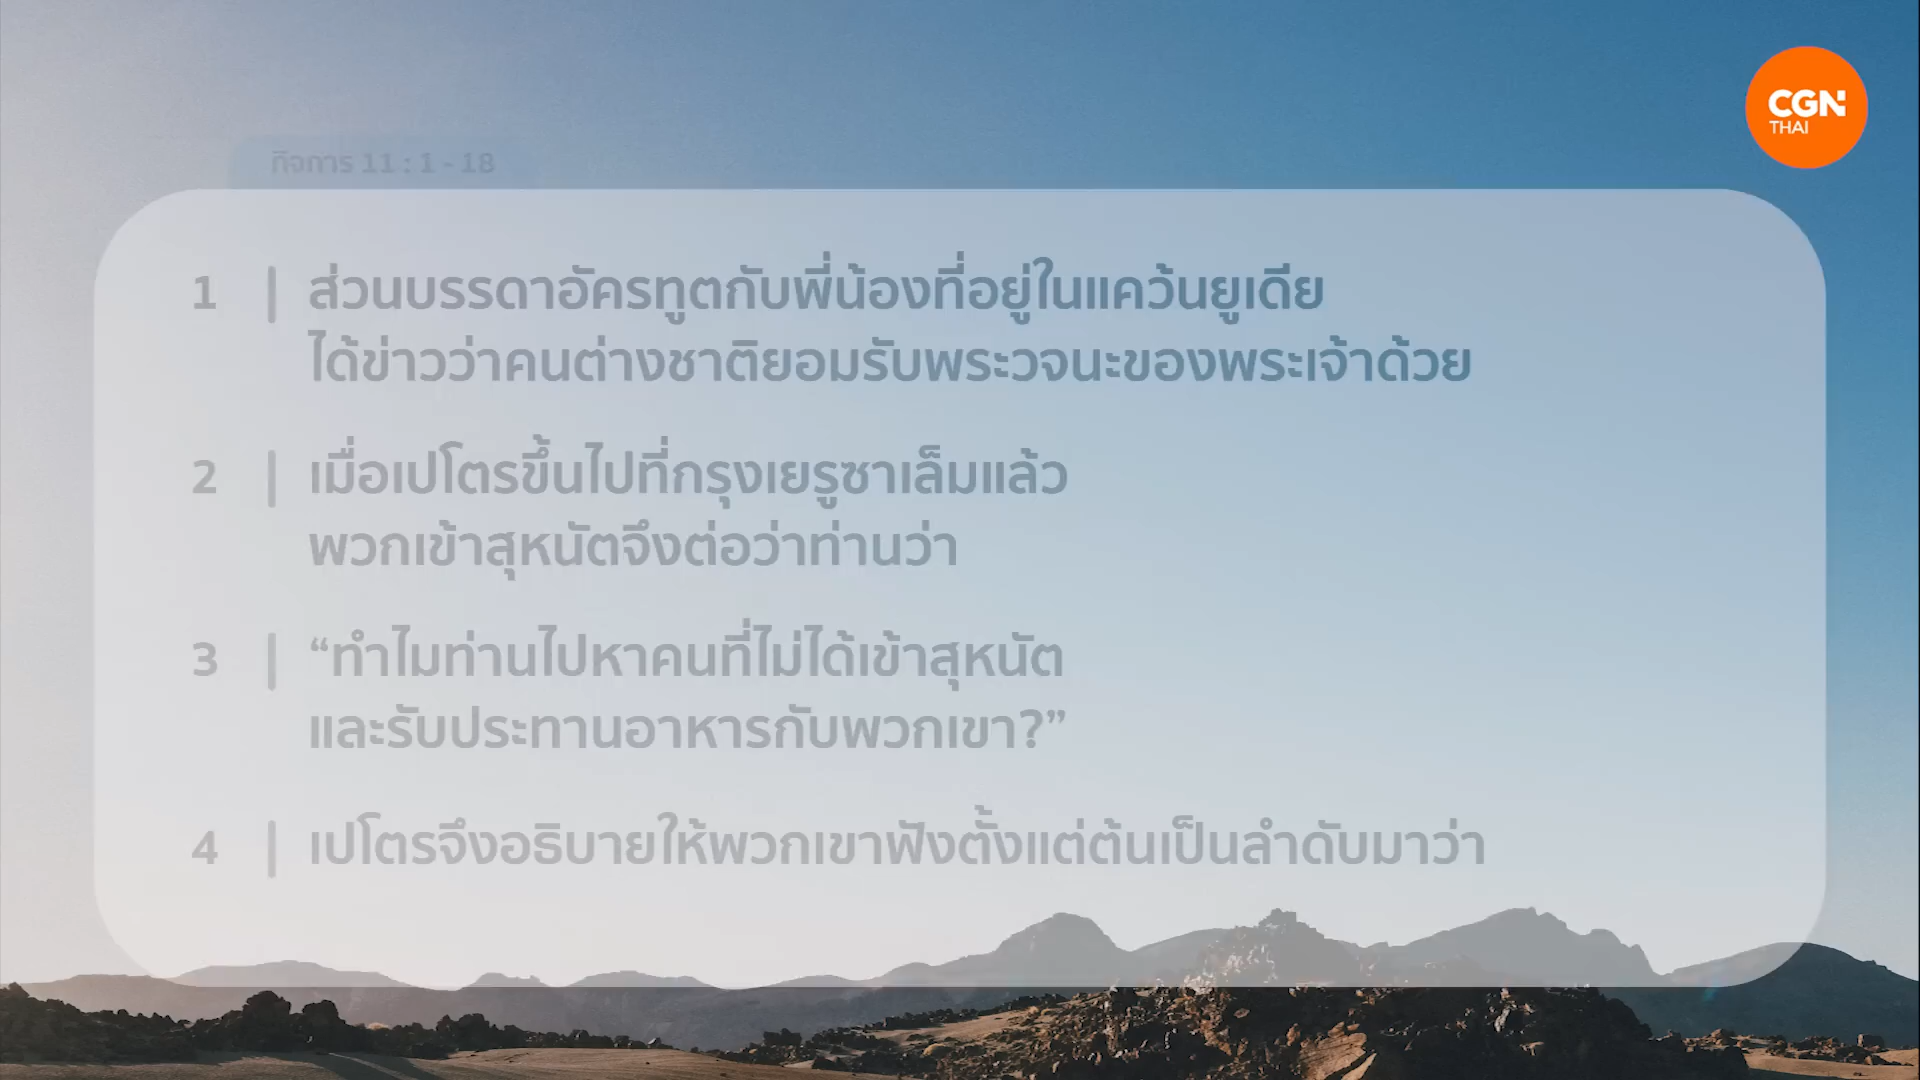 CGN
THAI
กิจการ 11 : 1 - 18
1 | ส่วนบรรดาอัครทูตกับพี่น้องที่อยู่ในแคว้นยูเดีย
ได้ข่าวว่าคนต่างชาติยอมรับพระวจนะของพระเจ้าด้วย
2 | เมื่อเปโตรขึ้นไปที่กรุงเยรูซาเล็มแล้ว
พวกเข้าสุหนัตจึงต่อว่าท่านว่า
3 | “ทำไมท่านไปหาคนที่ไม่ได้เข้าสุหนัต
และรับประทานอาหารกับพวกเขา?”
4 | เปโตรจึงอธิบายให้พวกเขาฟังตั้งแต่ต้นเป็นลำดับมาว่า